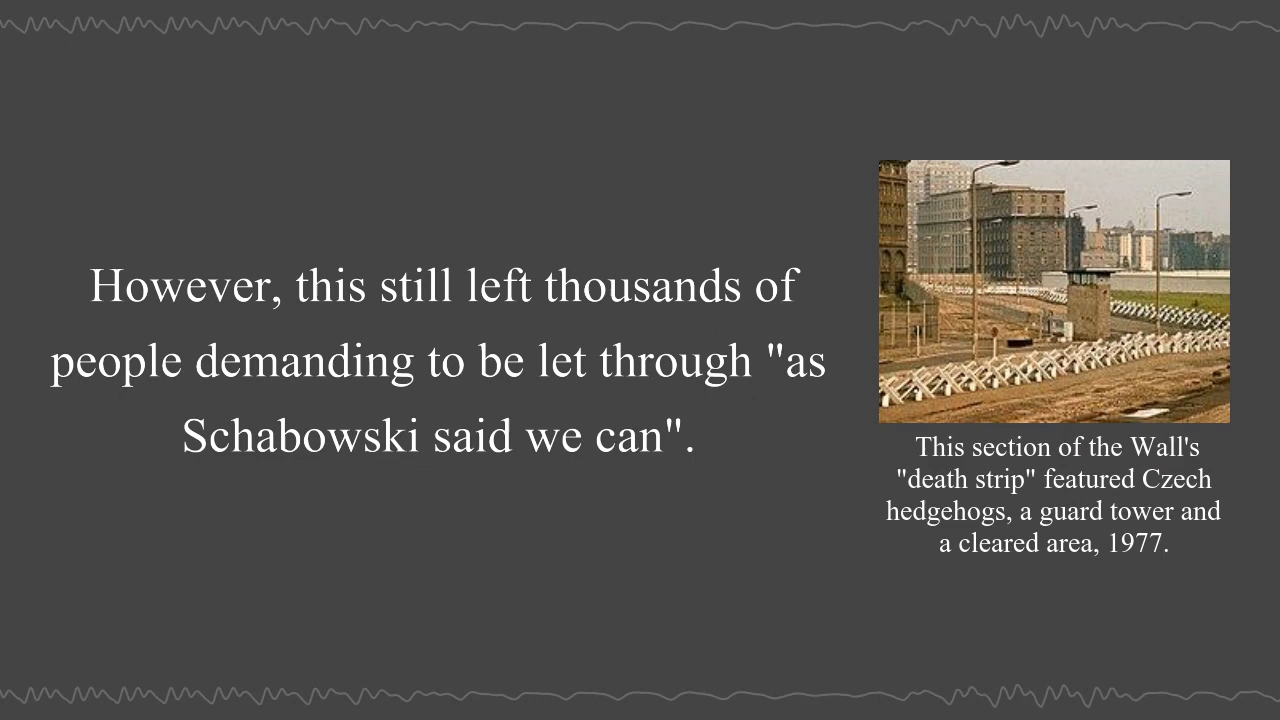 However, this still left thousands of
people demanding to be let through "as
Schabowski said we can".
This section of the Wall's
"death strip" featured Czech
hedgehogs, a guard tower and
a cleared area, 1977.